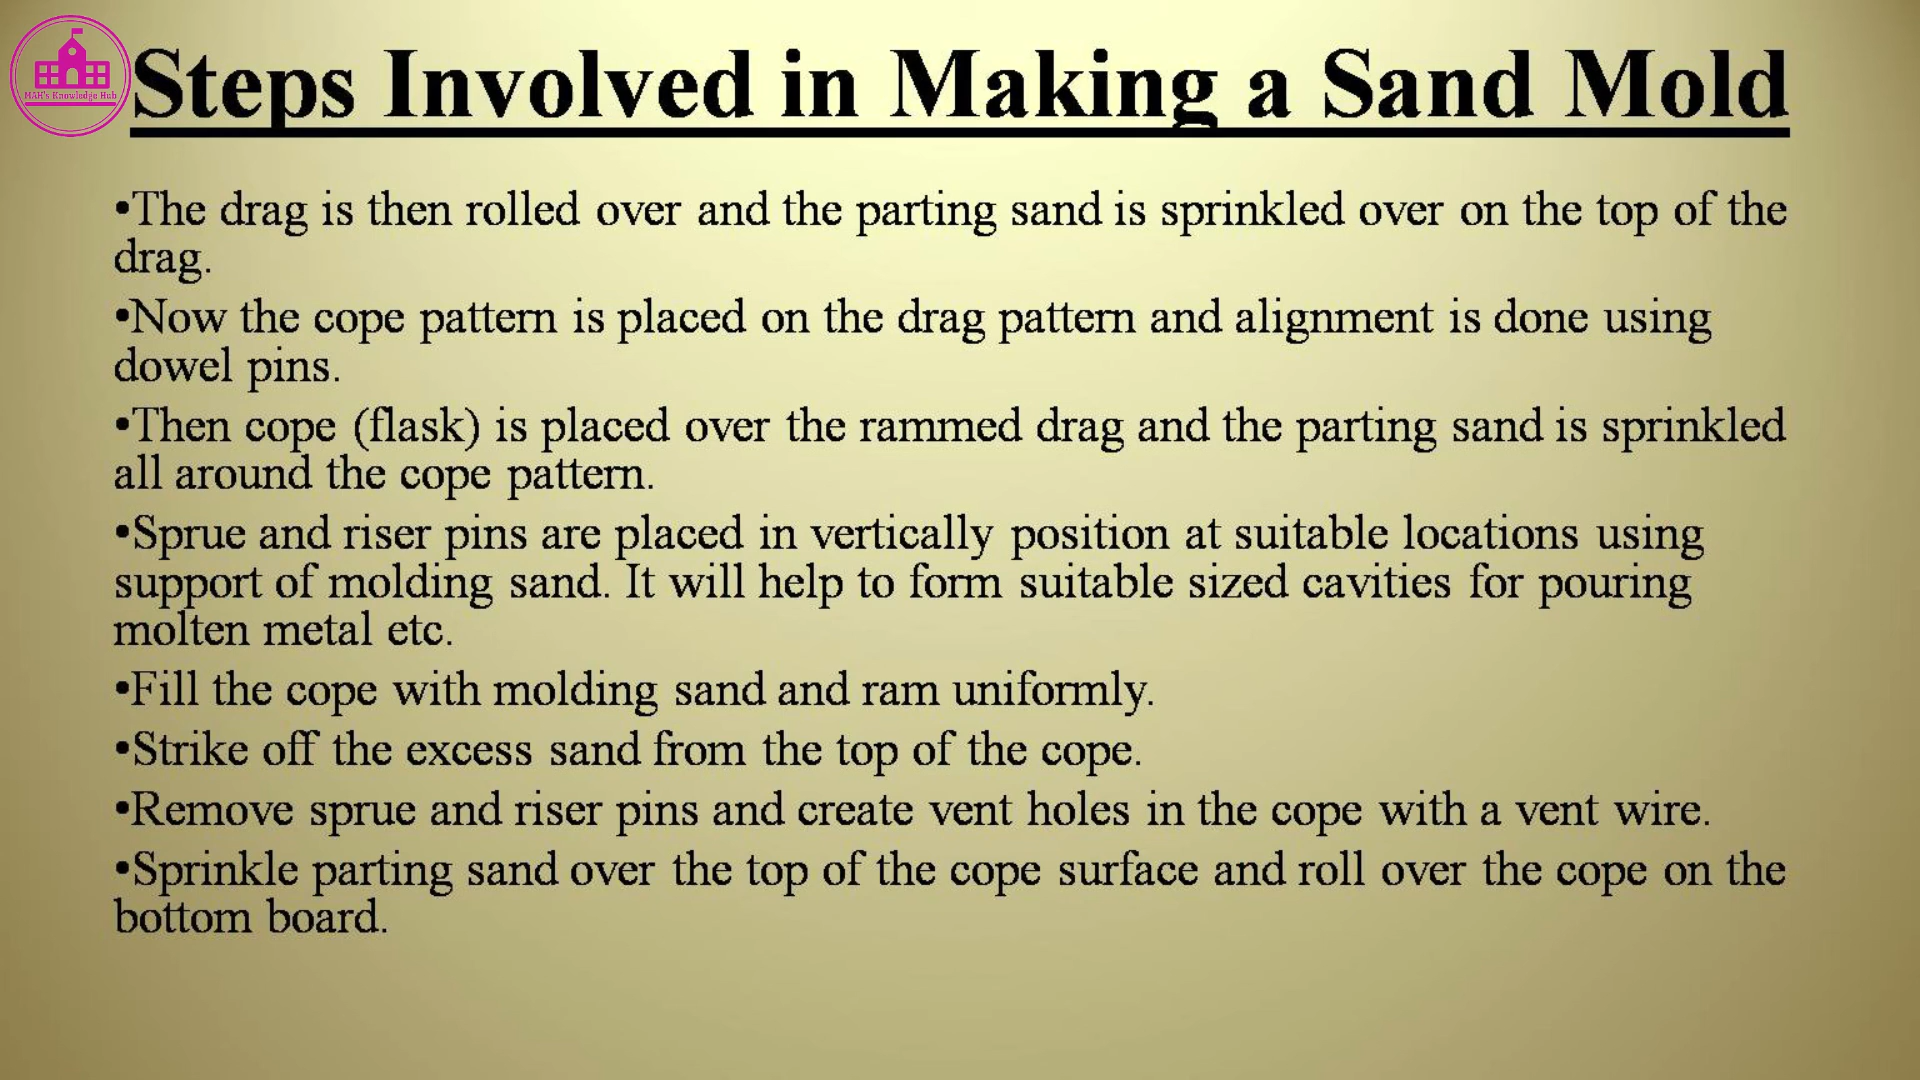 MAH's Knowledge Hub
Steps Involved in Making a Sand Mold
•The drag is then rolled over and the parting sand is sprinkled over on the top of the
drag.
•Now the cope pattern is placed on the drag pattern and alignment is done using
dowel pins.
•Then cope (flask) is placed over the rammed drag and the parting sand is sprinkled
all around the cope pattern.
•Sprue and riser pins are placed in vertically position at suitable locations using
support of molding sand. It will help to form suitable sized cavities for pouring
molten metal etc.
•Fill the cope with molding sand and ram uniformly.
•Strike off the excess sand from the top of the cope.
•Remove sprue and riser pins and create vent holes in the cope with a vent wire.
•Sprinkle parting sand over the top of the cope surface and roll over the cope on the
bottom board.